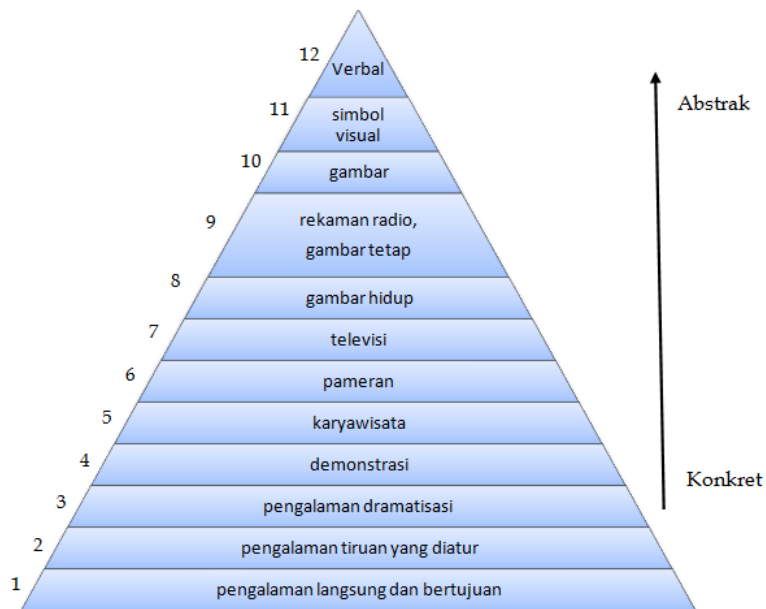 12
Verbal
11
simbol
visual
10
gambar
9
rekaman radio,
gambar tetap
8
gambar hidup
7
televisi
6
pameran
5
karyawisata
4
demonstrasi
3
pengalaman dramatisasi
2
pengalaman tiruan yang diatur
1
pengalaman langsung dan bertujuan
Abstrak
Konkret